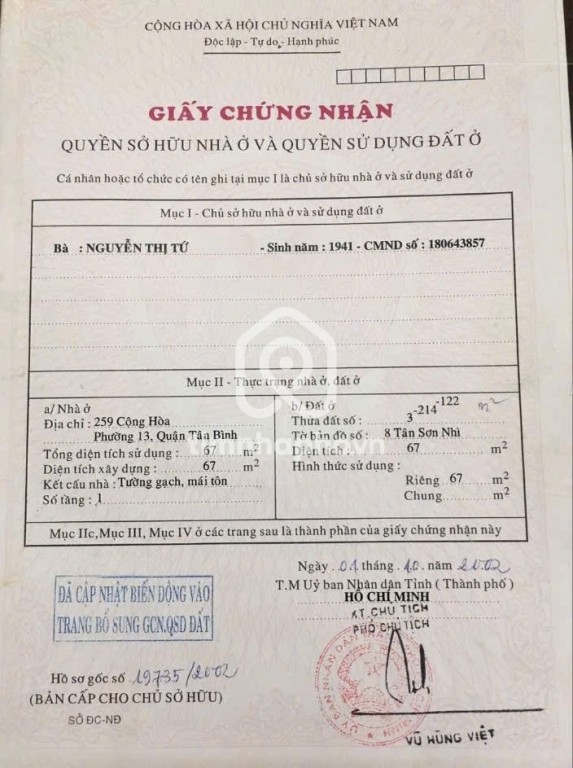 CỘNG HÒA XÃ HỘI CHỦ NGHĨA VIỆT NAM
Độc lập - Tự do - Hạnh phúc
GIẤY CHỨNG NHẬN
QUYỀN SỞ HỮU NHÀ Ở VÀ QUYỀN SỬ DỤNG ĐẤT Ở
Cá nhân hoặc tổ chức có tên ghi tại mục I là chủ sở hữu nhà ở và sử dụng đất ở
Mục I - Chủ sở hữu nhà ở và sử dụng đất ở
Bà : NGUYỄN THỊ TỨ - Sinh năm : 1941 - CMND số : 180643857
Mục II - Thực trạng nhà ở, đất ở
a/ Nhà ở
Địa chỉ : 259 Cộng Hòa
Phường 13, Quận Tân Bình
Tổng diện tích sử dụng : 67 m²
Diện tích xây dựng : 67 m²
Kết cấu nhà : Tường gạch, mái tôn
Số tầng : 1
b/ Đất ở
Thửa đất số: 3-214-122
Tờ bản đồ số: 8 Tân Sơn Nhì
Diện tích : 67 m²
Hình thức sử dụng :
Riêng 67 m²
Chung m²
Mục IIc, Mục III, Mục IV ở các trang sau là thành phần của giấy chứng nhận này
Ngày 01 tháng 10 năm 2002
T.M Uỷ ban Nhân dân Tỉnh ( Thành phố )
HỒ CHÍ MINH
KT. CHỦ TỊCH
PHÓ CHỦ TỊCH
ĐÃ CẬP NHẬT BIẾN ĐỘNG VÀO
TRANG BỔ SUNG GCN.QSD ĐẤT
Hồ sơ gốc số 19735/2002
(BẢN CẤP CHO CHỦ SỞ HỮU)
SỞ ĐC-NĐ
VŨ HÙNG VIỆT